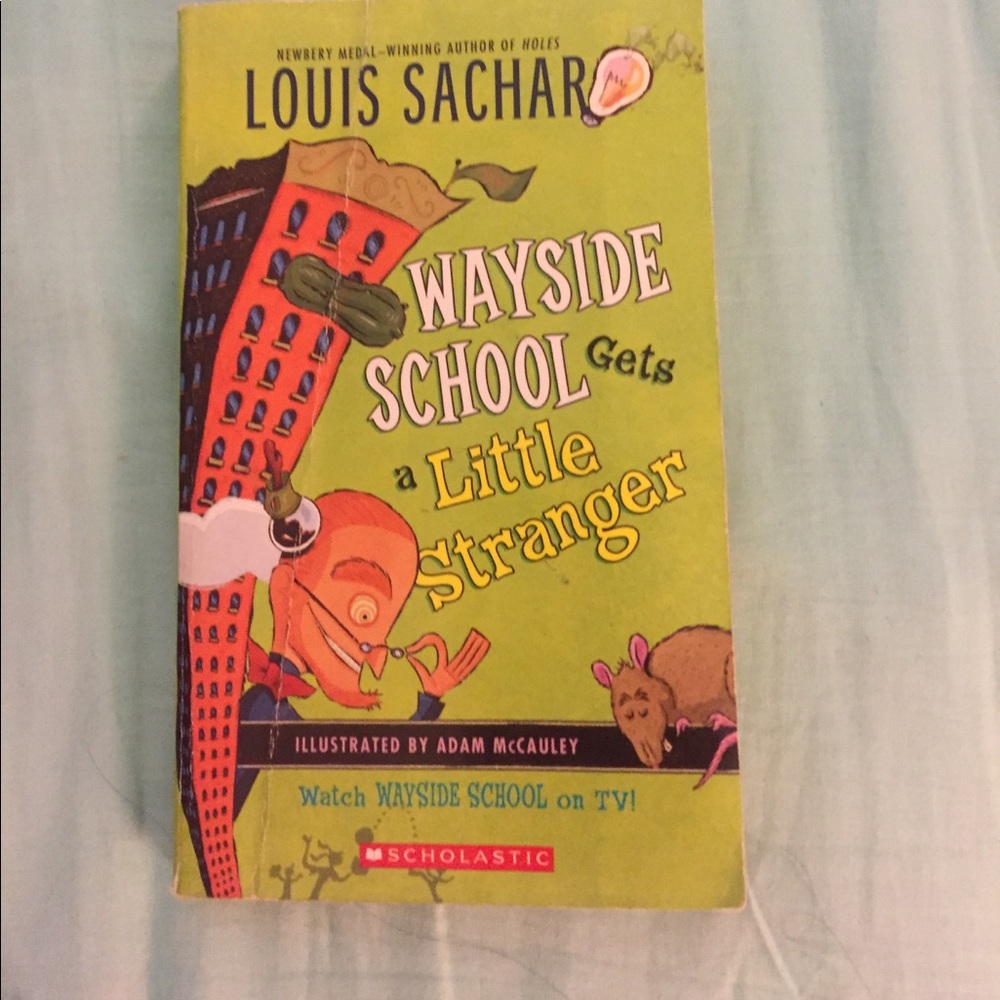 NEWBERY MEDAL–WINNING AUTHOR OF HOLES
LOUIS SACHAR
WAYSIDE
SCHOOL Gets
a Little
Stranger
ILLUSTRATED BY ADAM McCAULEY
Watch WAYSIDE SCHOOL on TV!
SCHOLASTIC